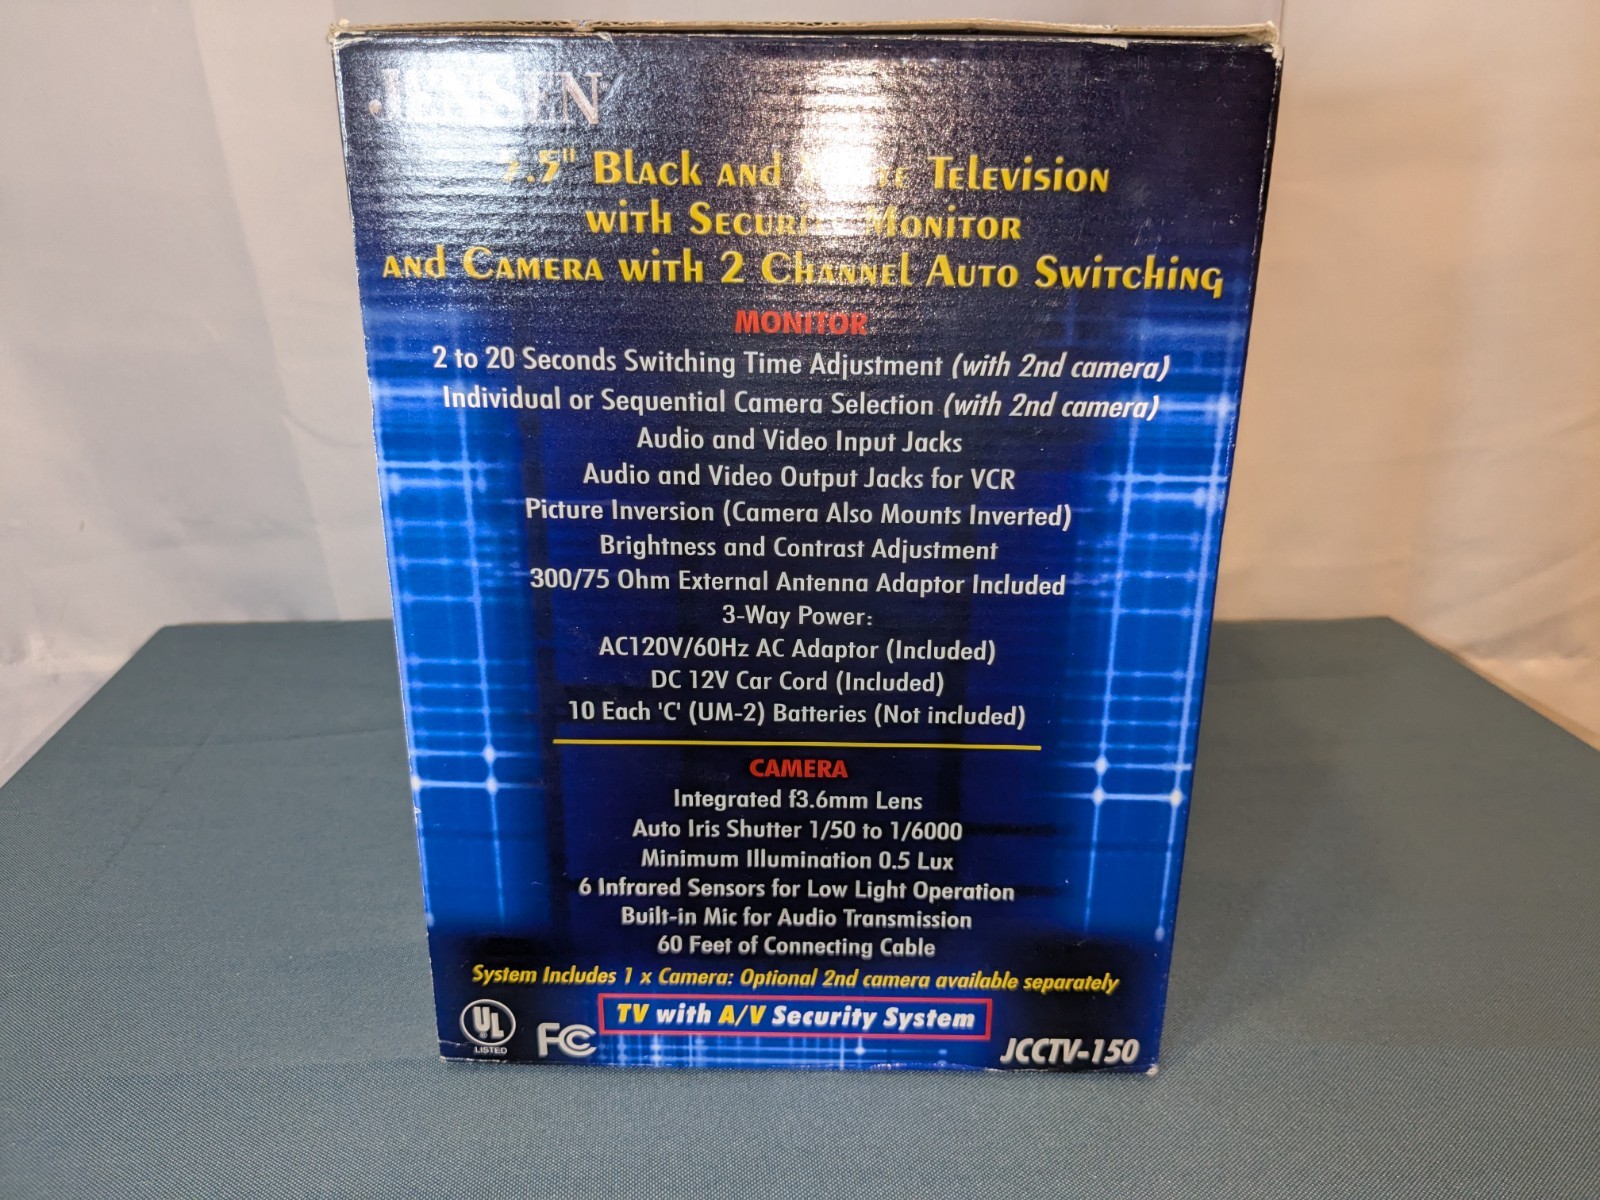 JENSEN
.5" Black and White Television
with Security Monitor
and Camera with 2 Channel Auto Switching
MONITOR
2 to 20 Seconds Switching Time Adjustment (with 2nd camera)
Individual or Sequential Camera Selection (with 2nd camera)
Audio and Video Input Jacks
Audio and Video Output Jacks for VCR
Picture Inversion (Camera Also Mounts Inverted)
Brightness and Contrast Adjustment
300/75 Ohm External Antenna Adaptor Included
3-Way Power:
AC120V/60Hz AC Adaptor (Included)
DC 12V Car Cord (Included)
10 Each 'C' (UM-2) Batteries (Not included)
CAMERA
Integrated f3.6mm Lens
Auto Iris Shutter 1/50 to 1/6000
Minimum Illumination 0.5 Lux
6 Infrared Sensors for Low Light Operation
Built-in Mic for Audio Transmission
60 Feet of Connecting Cable
System Includes 1 x Camera: Optional 2nd camera available separately
TV with A/V Security System
UL
LISTED
FC
JCCTV-150